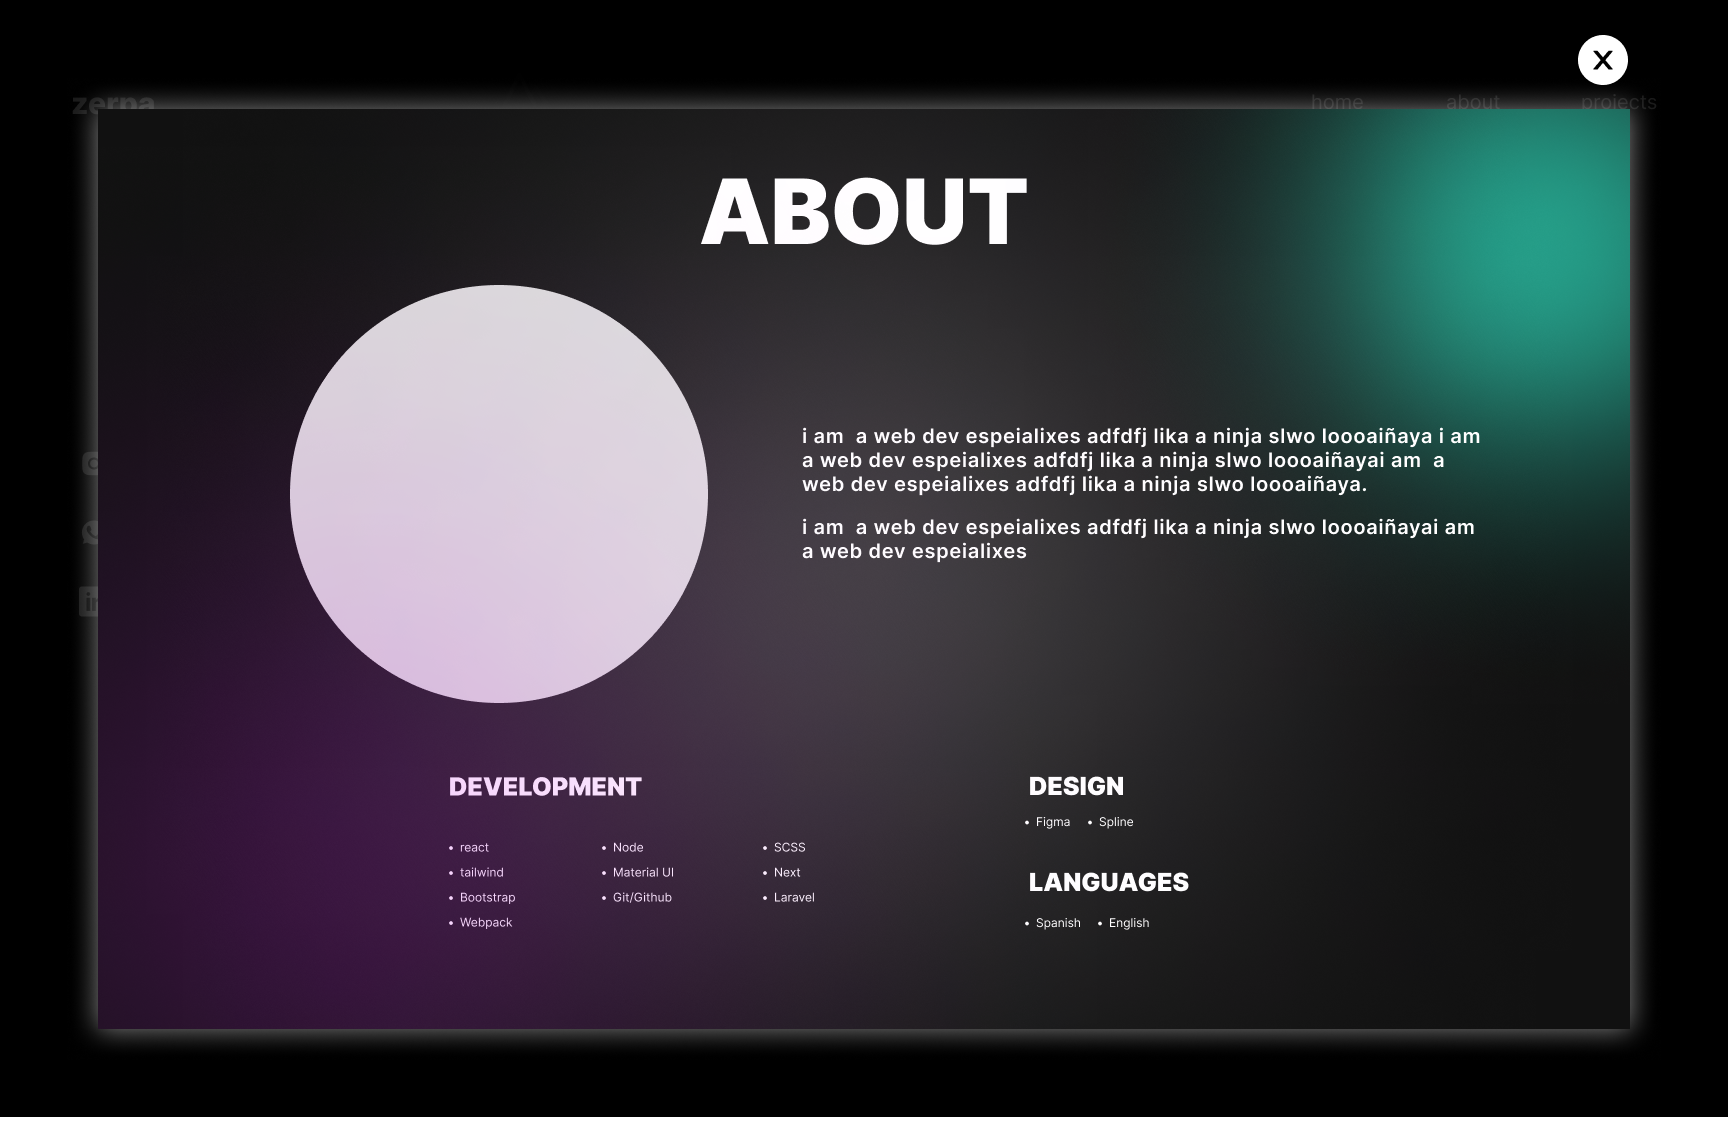 X
zerpa
home about projects
ABOUT
i am  a web dev espeialixes adfdfj lika a ninja slwo loooaiñaya i am
a web dev espeialixes adfdfj lika a ninja slwo loooaiñayai am  a
web dev espeialixes adfdfj lika a ninja slwo loooaiñaya.
i am  a web dev espeialixes adfdfj lika a ninja slwo loooaiñayai am
a web dev espeialixes
in
DEVELOPMENT
• react • Node • SCSS
• tailwind • Material UI • Next
• Bootstrap • Git/Github • Laravel
• Webpack
DESIGN
• Figma • Spline
LANGUAGES
• Spanish • English